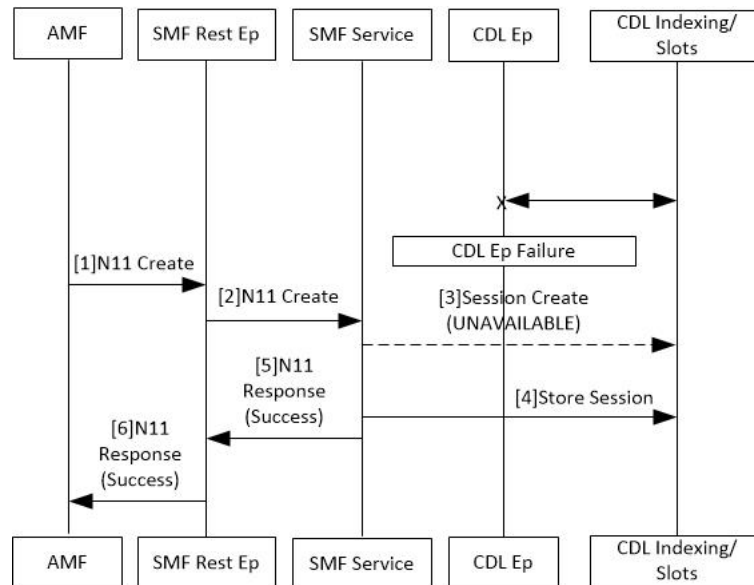 AMF
SMF Rest Ep
SMF Service
CDL Ep
CDL Indexing/
Slots
x
CDL Ep Failure
[1]N11 Create
[2]N11 Create
[3]Session Create
(UNAVAILABLE)
[5]N11
Response
(Success)
[4]Store Session
[6]N11
Response
(Success)
AMF
SMF Rest Ep
SMF Service
CDL Ep
CDL Indexing/
Slots